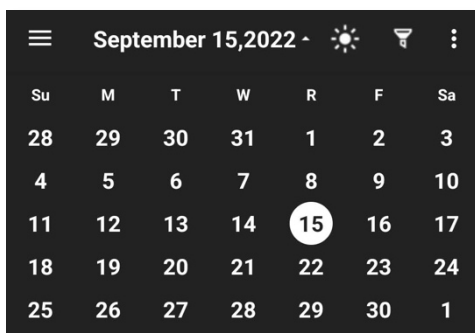 September 15,2022
Su M T W R F Sa
28 29 30 31 1 2 3
4 5 6 7 8 9 10
11 12 13 14 15 16 17
18 19 20 21 22 23 24
25 26 27 28 29 30 1